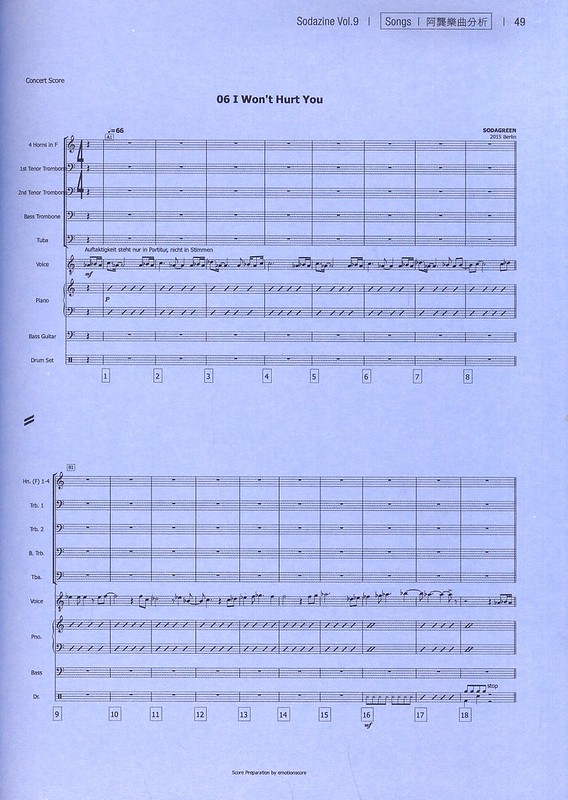 Sodazine Vol.9 | Songs | 阿龔樂曲分析 | 49
Concert Score
06 I Won't Hurt You
♩=66
A1
SODAGREEN
2015 Berlin
4 Horns in F
1st Tenor Trombone
2nd Tenor Trombone
Bass Trombone
Tuba
Auftaktigkeit steht nur in Partitur, nicht in Stimmen
Voice
mf
Piano
p
Bass Guitar
Drum Set
1 2 3 4 5 6 7 8
B1
Hn. (F) 1-4
Trb. 1
Trb. 2
B. Trb.
Tba.
Voice
Pno.
Bass
stop
Dr.
9 10 11 12 13 14 15 16 17 18
mf
Score Preparation by emotionscore